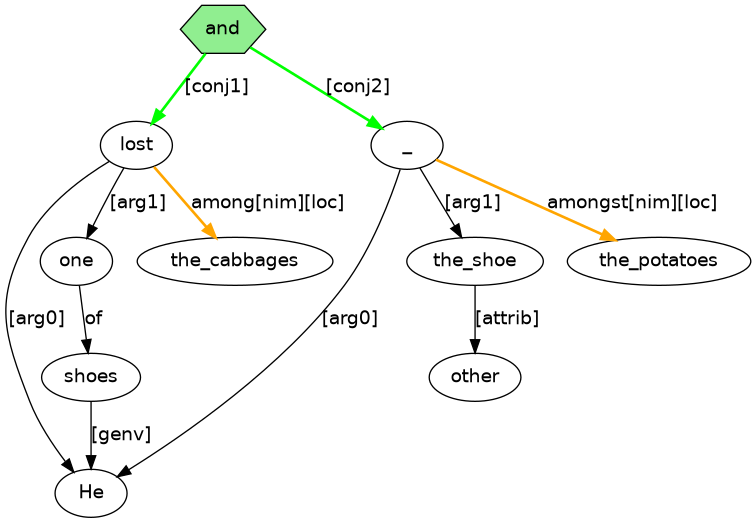 and
[conj1] [conj2]
lost _
[arg1] among[nim][loc] [arg1] amongst[nim][loc]
one the_cabbages the_shoe the_potatoes
[arg0] of [arg0] [attrib]
shoes other
[genv]
He